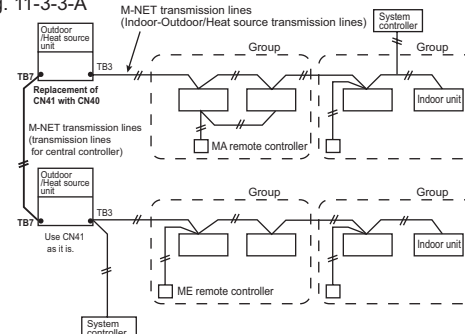 g. 11-3-3-A
M-NET transmission lines
(Indoor-Outdoor/Heat source transmission lines)
System
controller
Outdoor
/Heat source
unit
Group
Group
TB7
TB3
Replacement of
CN41 with CN40
Indoor unit
MA remote controller
M-NET transmission lines
(transmission lines
for central controller)
Outdoor
/Heat source
unit
Group
Group
TB3
TB7
Use CN41
as it is.
Indoor unit
ME remote controller
System
controller